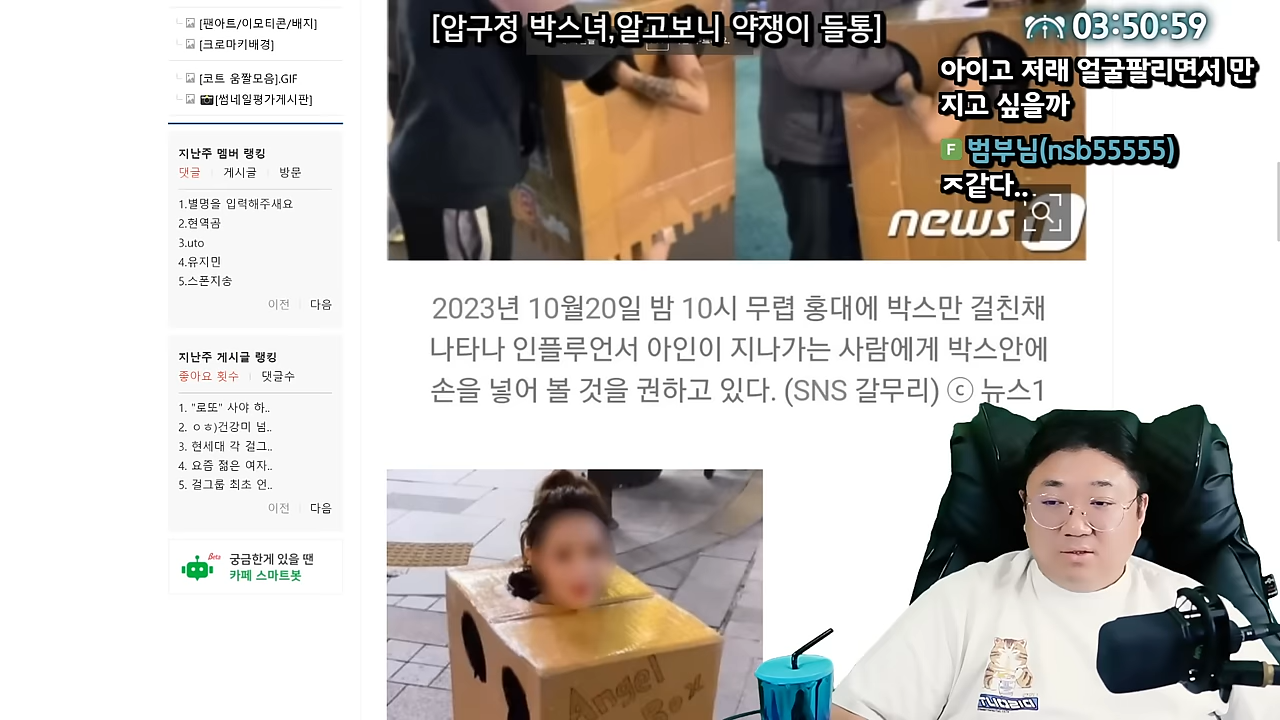 [팬아트/이모티콘/배지]
[크로마키배경]
[코트 움짤모음].GIF
[썸네일평가게시판]
지난주 멤버 랭킹
댓글 게시글 방문
1.별명을 입력해주세요
2.현역곰
3.uto
4.유지민
5.스폰지송
이전 다음
지난주 게시글 랭킹
좋아요 횟수 댓글수
1. "로또" 사야 하..
2. ㅇㅎ)건강미 넘..
3. 현세대 각 걸그..
4. 요즘 젊은 여자..
5. 걸그룹 최초 언..
이전 다음
Beta
궁금한게 있을 땐
카페 스마트봇
[압구정 박스녀,알고보니 약쟁이 들통]
03:50:59
아이고 저래 얼굴팔리면서 만
지고 싶을까
F 범부님(nsb55555)
ㅈ같다..
news1
2023년 10월20일 밤 10시 무렵 홍대에 박스만 걸친채
나타나 인플루언서 아인이 지나가는 사람에게 박스안에
손을 넣어 볼 것을 권하고 있다. (SNS 갈무리) ⓒ 뉴스1
Angel
Box